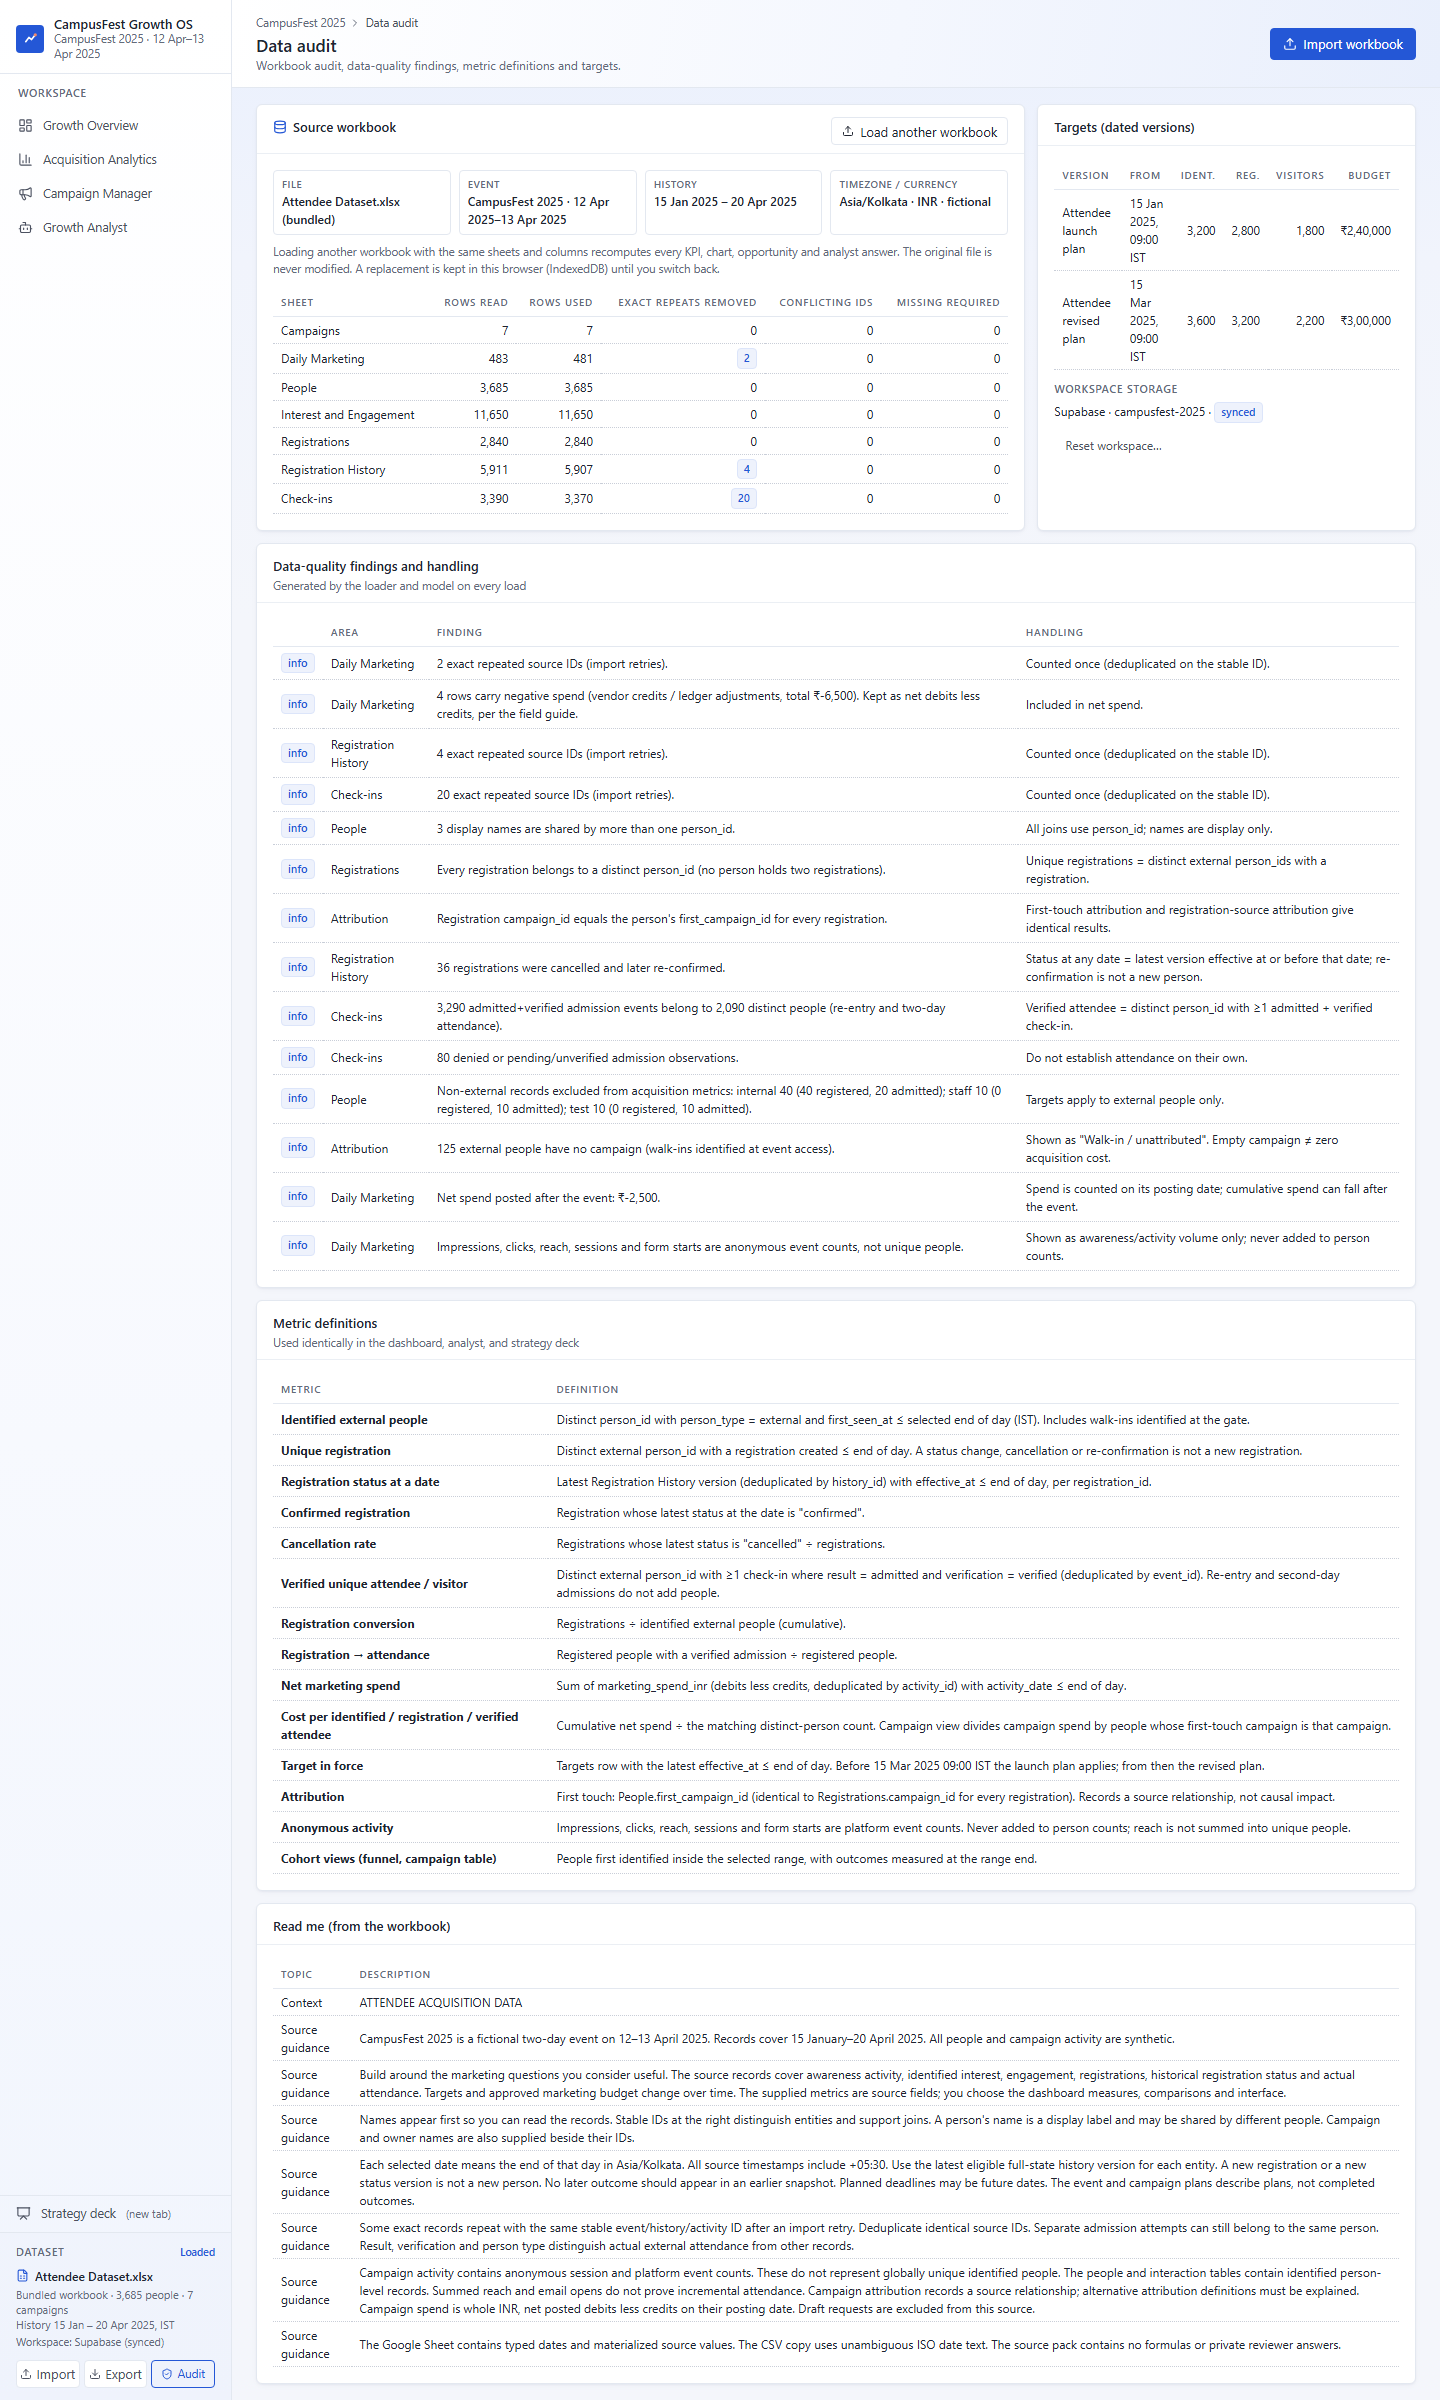 CampusFest Growth OS
CampusFest 2025 · 12 Apr–13
Apr 2025
WORKSPACE
Growth Overview
Acquisition Analytics
Campaign Manager
Growth Analyst
CampusFest 2025 > Data audit
Data audit
Workbook audit, data-quality findings, metric definitions and targets.
Import workbook
Source workbook
Load another workbook
FILE
Attendee Dataset.xlsx
(bundled)
EVENT
CampusFest 2025 · 12 Apr
2025–13 Apr 2025
HISTORY
15 Jan 2025 – 20 Apr 2025
TIMEZONE / CURRENCY
Asia/Kolkata · INR · fictional
Loading another workbook with the same sheets and columns recomputes every KPI, chart, opportunity and analyst answer. The original file is
never modified. A replacement is kept in this browser (IndexedDB) until you switch back.
SHEET ROWS READ ROWS USED EXACT REPEATS REMOVED CONFLICTING IDS MISSING REQUIRED
Campaigns 7 7 0 0 0
Daily Marketing 483 481 2 0 0
People 3,685 3,685 0 0 0
Interest and Engagement 11,650 11,650 0 0 0
Registrations 2,840 2,840 0 0 0
Registration History 5,911 5,907 4 0 0
Check-ins 3,390 3,370 20 0 0
Targets (dated versions)
VERSION FROM IDENT. REG. VISITORS BUDGET
Attendee launch plan 15 Jan 2025, 09:00 IST 3,200 2,800 1,800 ₹2,40,000
Attendee revised plan 15 Mar 2025, 09:00 IST 3,600 3,200 2,200 ₹3,00,000
WORKSPACE STORAGE
Supabase · campusfest-2025 · synced
Reset workspace...
Data-quality findings and handling
Generated by the loader and model on every load
AREA FINDING HANDLING
info Daily Marketing 2 exact repeated source IDs (import retries). Counted once (deduplicated on the stable ID).
info Daily Marketing 4 rows carry negative spend (vendor credits / ledger adjustments, total ₹-6,500). Kept as net debits less
credits, per the field guide. Included in net spend.
info Registration History 4 exact repeated source IDs (import retries). Counted once (deduplicated on the stable ID).
info Check-ins 20 exact repeated source IDs (import retries). Counted once (deduplicated on the stable ID).
info People 3 display names are shared by more than one person_id. All joins use person_id; names are display only.
info Registrations Every registration belongs to a distinct person_id (no person holds two registrations). Unique registrations = distinct external person_ids with a
registration.
info Attribution Registration campaign_id equals the person's first_campaign_id for every registration. First-touch attribution and registration-source attribution give
identical results.
info Registration History 36 registrations were cancelled and later re-confirmed. Status at any date = latest version effective at or before that date; re-
confirmation is not a new person.
info Check-ins 3,290 admitted+verified admission events belong to 2,090 distinct people (re-entry and two-day
attendance). Verified attendee = distinct person_id with ≥1 admitted + verified
check-in.
info Check-ins 80 denied or pending/unverified admission observations. Do not establish attendance on their own.
info People Non-external records excluded from acquisition metrics: internal 40 (40 registered, 20 admitted); staff 10 (0
registered, 10 admitted); test 10 (0 registered, 10 admitted). Targets apply to external people only.
info Attribution 125 external people have no campaign (walk-ins identified at event access). Shown as "Walk-in / unattributed". Empty campaign ≠ zero
acquisition cost.
info Daily Marketing Net spend posted after the event: ₹-2,500. Spend is counted on its posting date; cumulative spend can fall after
the event.
info Daily Marketing Impressions, clicks, reach, sessions and form starts are anonymous event counts, not unique people. Shown as awareness/activity volume only; never added to person
counts.
Metric definitions
Used identically in the dashboard, analyst, and strategy deck
METRIC DEFINITION
Identified external people Distinct person_id with person_type = external and first_seen_at ≤ selected end of day (IST). Includes walk-ins identified at the gate.
Unique registration Distinct external person_id with a registration created ≤ end of day. A status change, cancellation or re-confirmation is not a new registration.
Registration status at a date Latest Registration History version (deduplicated by history_id) with effective_at ≤ end of day, per registration_id.
Confirmed registration Registration whose latest status at the date is "confirmed".
Cancellation rate Registrations whose latest status is "cancelled" ÷ registrations.
Verified unique attendee / visitor Distinct external person_id with ≥1 check-in where result = admitted and verification = verified (deduplicated by event_id). Re-entry and second-day
admissions do not add people.
Registration conversion Registrations ÷ identified external people (cumulative).
Registration → attendance Registered people with a verified admission ÷ registered people.
Net marketing spend Sum of marketing_spend_inr (debits less credits, deduplicated by activity_id) with activity_date ≤ end of day.
Cost per identified / registration / verified
attendee Cumulative net spend ÷ the matching distinct-person count. Campaign view divides campaign spend by people whose first-touch campaign is that campaign.
Target in force Targets row with the latest effective_at ≤ end of day. Before 15 Mar 2025 09:00 IST the launch plan applies; from then the revised plan.
Attribution First touch: People.first_campaign_id (identical to Registrations.campaign_id for every registration). Records a source relationship, not causal impact.
Anonymous activity Impressions, clicks, reach, sessions and form starts are platform event counts. Never added to person counts; reach is not summed into unique people.
Cohort views (funnel, campaign table) People first identified inside the selected range, with outcomes measured at the range end.
Read me (from the workbook)
TOPIC DESCRIPTION
Context ATTENDEE ACQUISITION DATA
Source guidance CampusFest 2025 is a fictional two-day event on 12–13 April 2025. Records cover 15 January–20 April 2025. All people and campaign activity are synthetic.
Source guidance Build around the marketing questions you consider useful. The source records cover awareness activity, identified interest, engagement, registrations, historical registration status and actual
attendance. Targets and approved marketing budget change over time. The supplied metrics are source fields; you choose the dashboard measures, comparisons and interface.
Source guidance Names appear first so you can read the records. Stable IDs at the right distinguish entities and support joins. A person's name is a display label and may be shared by different people. Campaign
and owner names are also supplied beside their IDs.
Source guidance Each selected date means the end of that day in Asia/Kolkata. All source timestamps include +05:30. Use the latest eligible full-state history version for each entity. A new registration or a new
status version is not a new person. No later outcome should appear in an earlier snapshot. Planned deadlines may be future dates. The event and campaign plans describe plans, not completed
outcomes.
Source guidance Some exact records repeat with the same stable event/history/activity ID after an import retry. Deduplicate identical source IDs. Separate admission attempts can still belong to the same person.
Result, verification and person type distinguish actual external attendance from other records.
Source guidance Campaign activity contains anonymous session and platform event counts. These do not represent globally unique identified people. The people and interaction tables contain identified person-
level records. Summed reach and email opens do not prove incremental attendance. Campaign attribution records a source relationship; alternative attribution definitions must be explained.
Campaign spend is whole INR, net posted debits less credits on their posting date. Draft requests are excluded from this source.
Source guidance The Google Sheet contains typed dates and materialized source values. The CSV copy uses unambiguous ISO date text. The source pack contains no formulas or private reviewer answers.
Strategy deck (new tab)
DATASET Loaded
Attendee Dataset.xlsx
Bundled workbook · 3,685 people · 7
campaigns
History 15 Jan – 20 Apr 2025, IST
Workspace: Supabase (synced)
Import Export Audit